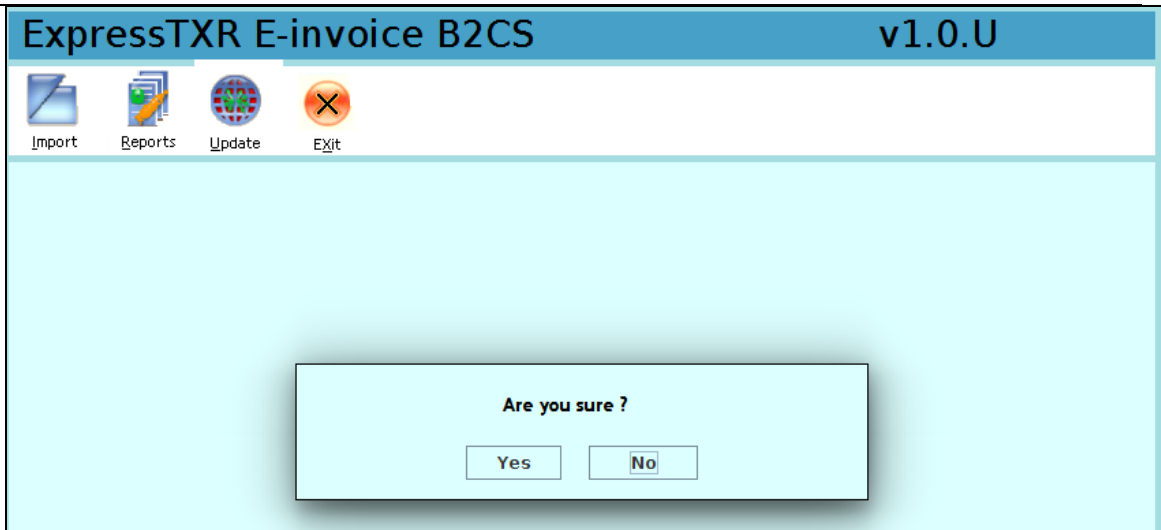 ExpressTXR E-invoice B2CS v1.0.U
Import Reports Update EXit
Are you sure ?
Yes No